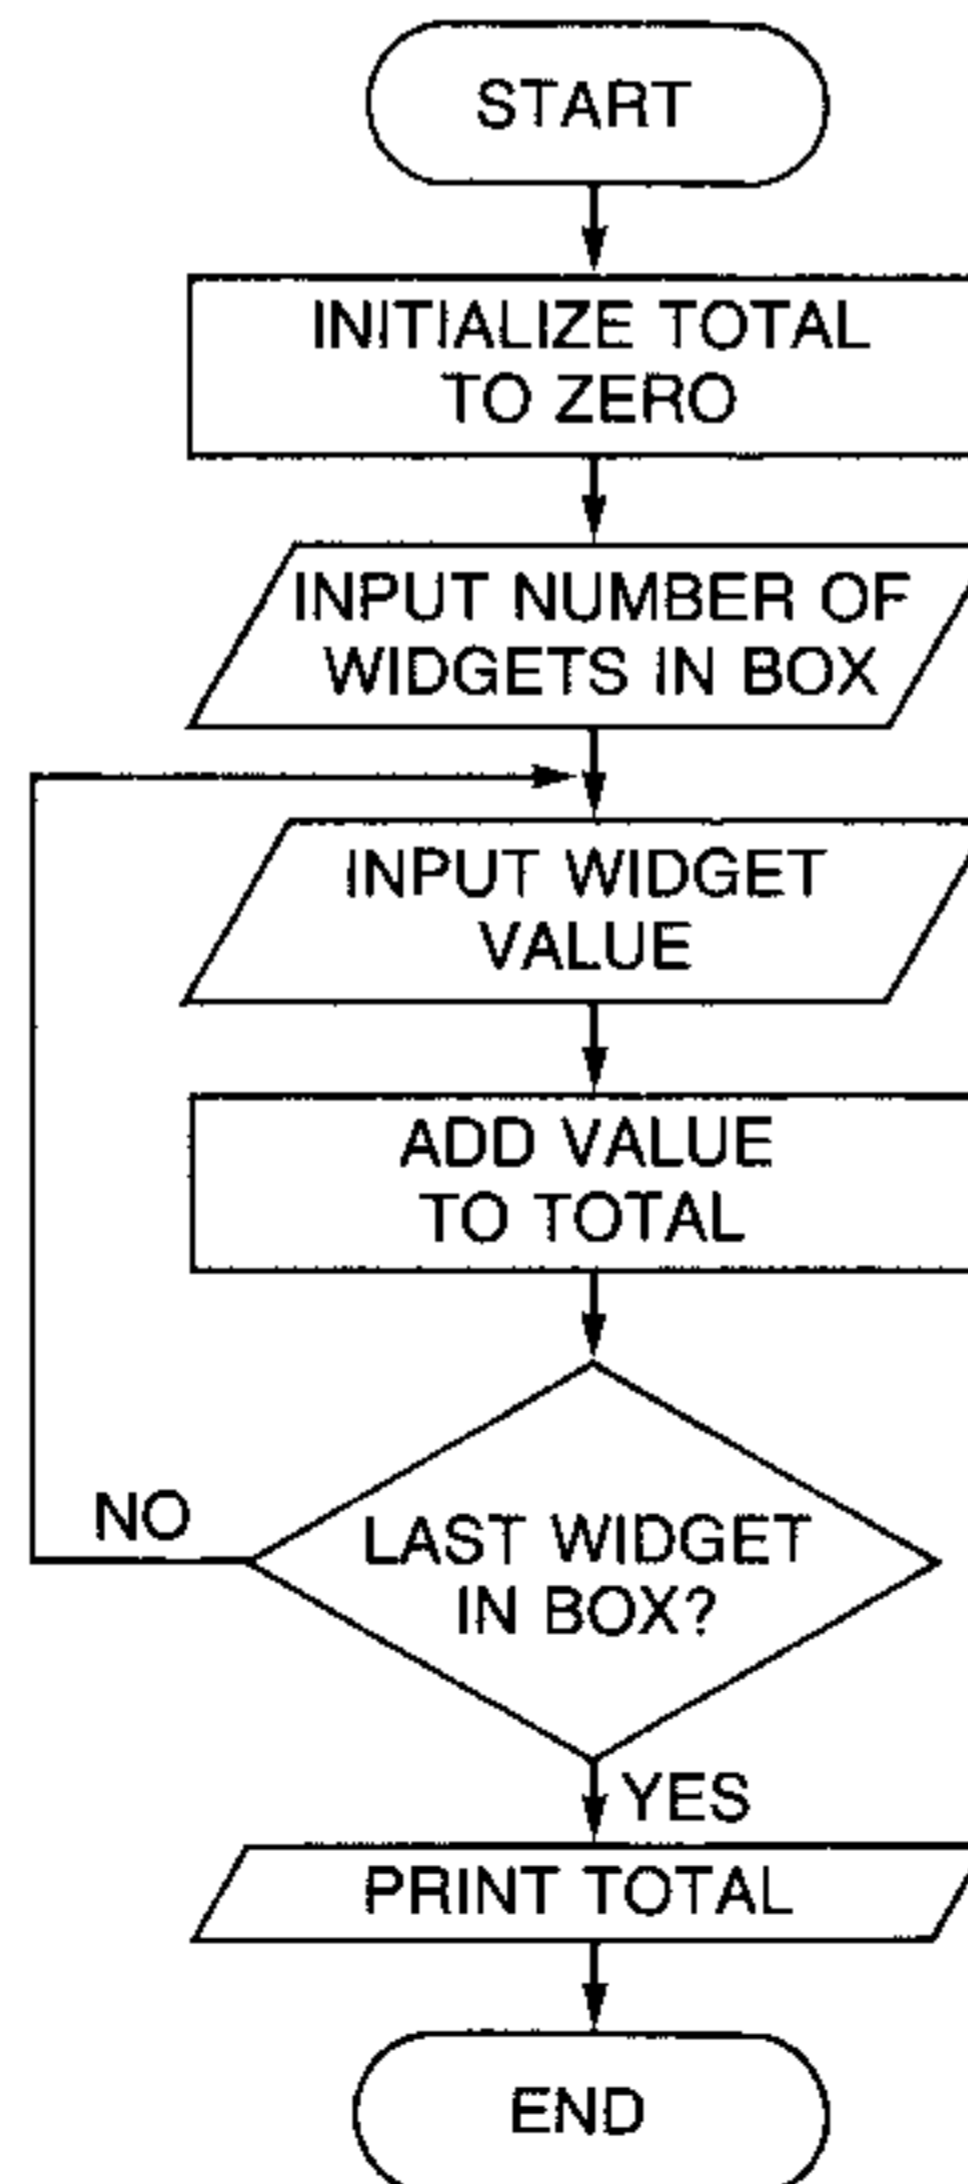 START
INITIALIZE TOTAL
TO ZERO
INPUT NUMBER OF
WIDGETS IN BOX
INPUT WIDGET
VALUE
ADD VALUE
TO TOTAL
NO
LAST WIDGET
IN BOX?
YES
PRINT TOTAL
END